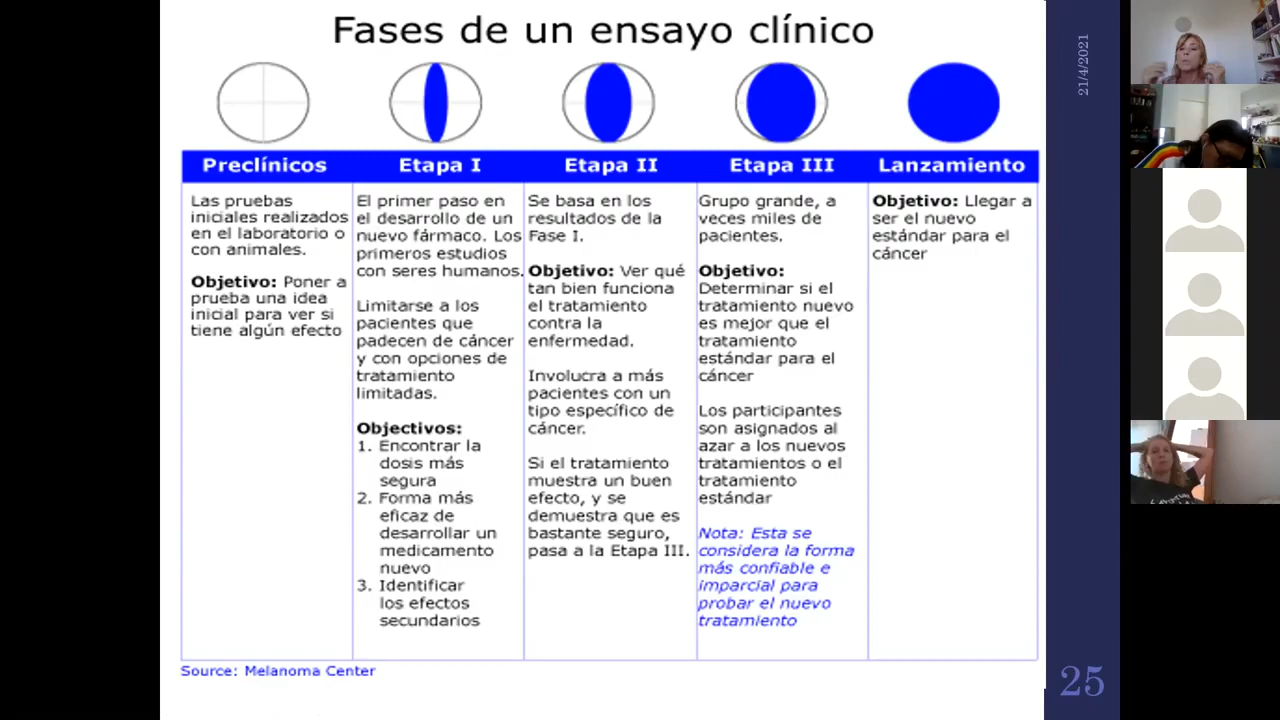 Fases de un ensayo clínico
21/4/2021
Preclínicos
Las pruebas
iniciales realizados
en el laboratorio o
con animales.
Objetivo: Poner a
prueba una idea
inicial para ver si
tiene algún efecto
Etapa I
El primer paso en
el desarrollo de un
nuevo fármaco. Los
primeros estudios
con seres humanos.
Limitarse a los
pacientes que
padecen de cáncer
y con opciones de
tratamiento
limitadas.
Objectivos:
1. Encontrar la
dosis más
segura
2. Forma más
eficaz de
desarrollar un
medicamento
nuevo
3. Identificar
los efectos
secundarios
Etapa II
Se basa en los
resultados de la
Fase I.
Objetivo: Ver qué
tan bien funciona
el tratamiento
contra la
enfermedad.
Involucra a más
pacientes con un
tipo específico de
cáncer.
Si el tratamiento
muestra un buen
efecto, y se
demuestra que es
bastante seguro,
pasa a la Etapa III.
Etapa III
Grupo grande, a
veces miles de
pacientes.
Objetivo:
Determinar si el
tratamiento nuevo
es mejor que el
tratamiento
estándar para el
cáncer
Los participantes
son asignados al
azar a los nuevos
tratamientos o el
tratamiento
estándar
Nota: Esta se
considera la forma
más confiable e
imparcial para
probar el nuevo
tratamiento
Lanzamiento
Objetivo: Llegar a
ser el nuevo
estándar para el
cáncer
Source: Melanoma Center
25